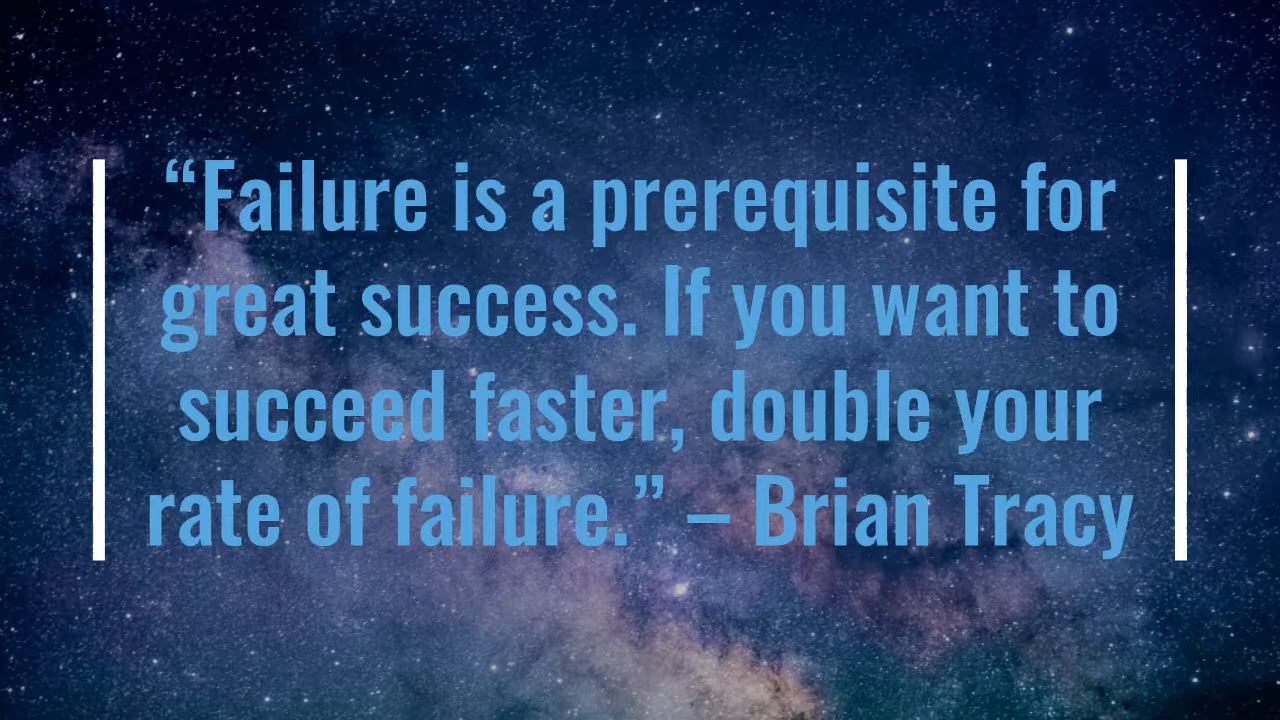 “Failure is a prerequisite for
great success. If you want to
succeed faster, double your
rate of failure.” – Brian Tracy